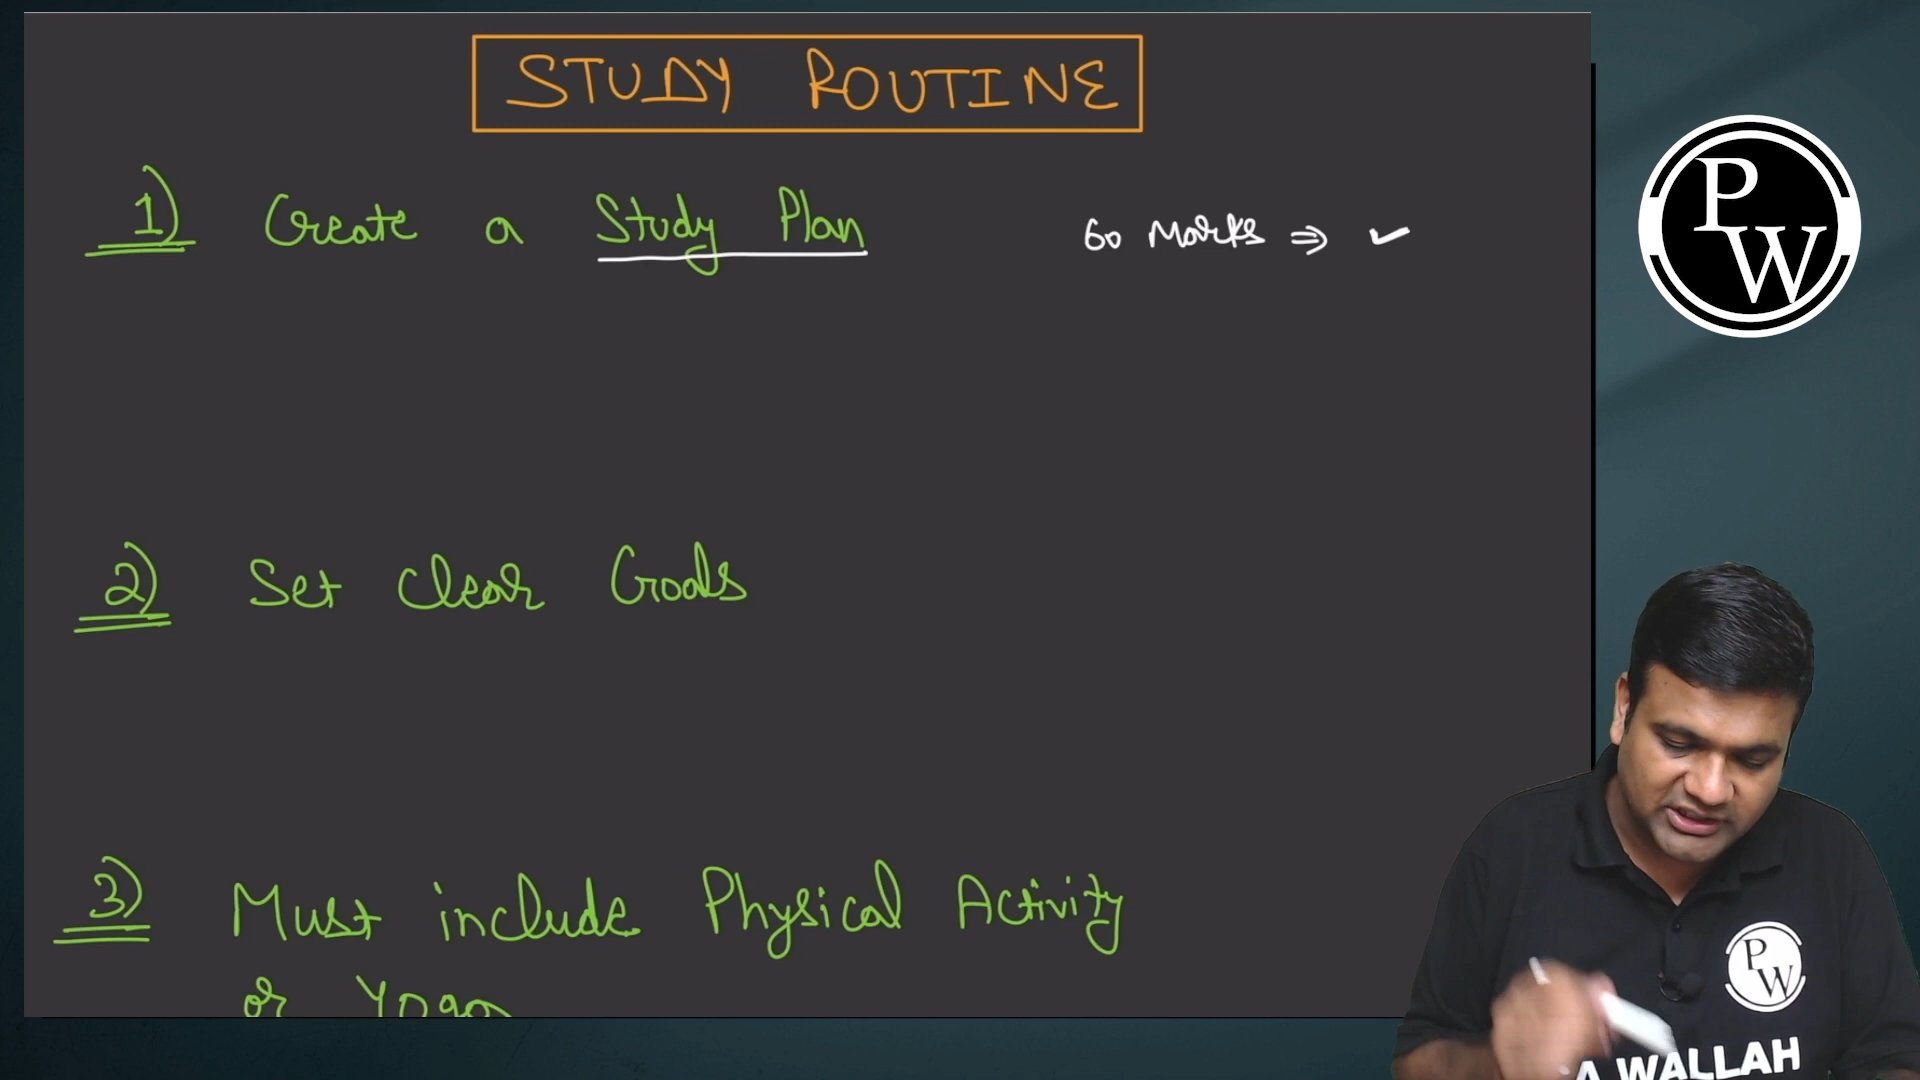 STUDY ROUTINE
1) Create a Study Plan 60 Marks ⇒ ✓
PW
2) Set Clear Goals
3) Must include Physical Activity
or Yoga
PW
A WALLAH